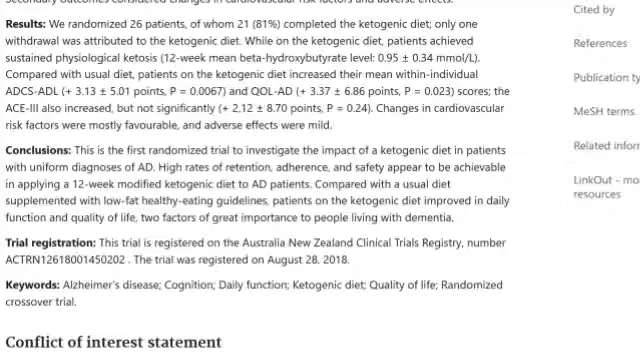 Secondary outcomes considered changes in cardiovascular risk factors and adverse effects.
Results: We randomized 26 patients, of whom 21 (81%) completed the ketogenic diet; only one
withdrawal was attributed to the ketogenic diet. While on the ketogenic diet, patients achieved
sustained physiological ketosis (12-week mean beta-hydroxybutyrate level: 0.95 ± 0.34 mmol/L).
Compared with usual diet, patients on the ketogenic diet increased their mean within-individual
ADCS-ADL (+ 3.13 ± 5.01 points, P = 0.0067) and QOL-AD (+ 3.37 ± 6.86 points, P = 0.023) scores; the
ACE-III also increased, but not significantly (+ 2.12 ± 8.70 points, P = 0.24). Changes in cardiovascular
risk factors were mostly favourable, and adverse effects were mild.
Conclusions: This is the first randomized trial to investigate the impact of a ketogenic diet in patients
with uniform diagnoses of AD. High rates of retention, adherence, and safety appear to be achievable
in applying a 12-week modified ketogenic diet to AD patients. Compared with a usual diet
supplemented with low-fat healthy-eating guidelines, patients on the ketogenic diet improved in daily
function and quality of life, two factors of great importance to people living with dementia.
Trial registration: This trial is registered on the Australia New Zealand Clinical Trials Registry, number
ACTRN12618001450202 . The trial was registered on August 28, 2018.
Keywords: Alzheimer's disease; Cognition; Daily function; Ketogenic diet; Quality of life; Randomized
crossover trial.
Conflict of interest statement
Cited by
References
Publication ty
MeSH terms
Related inforr
LinkOut - mo
resources